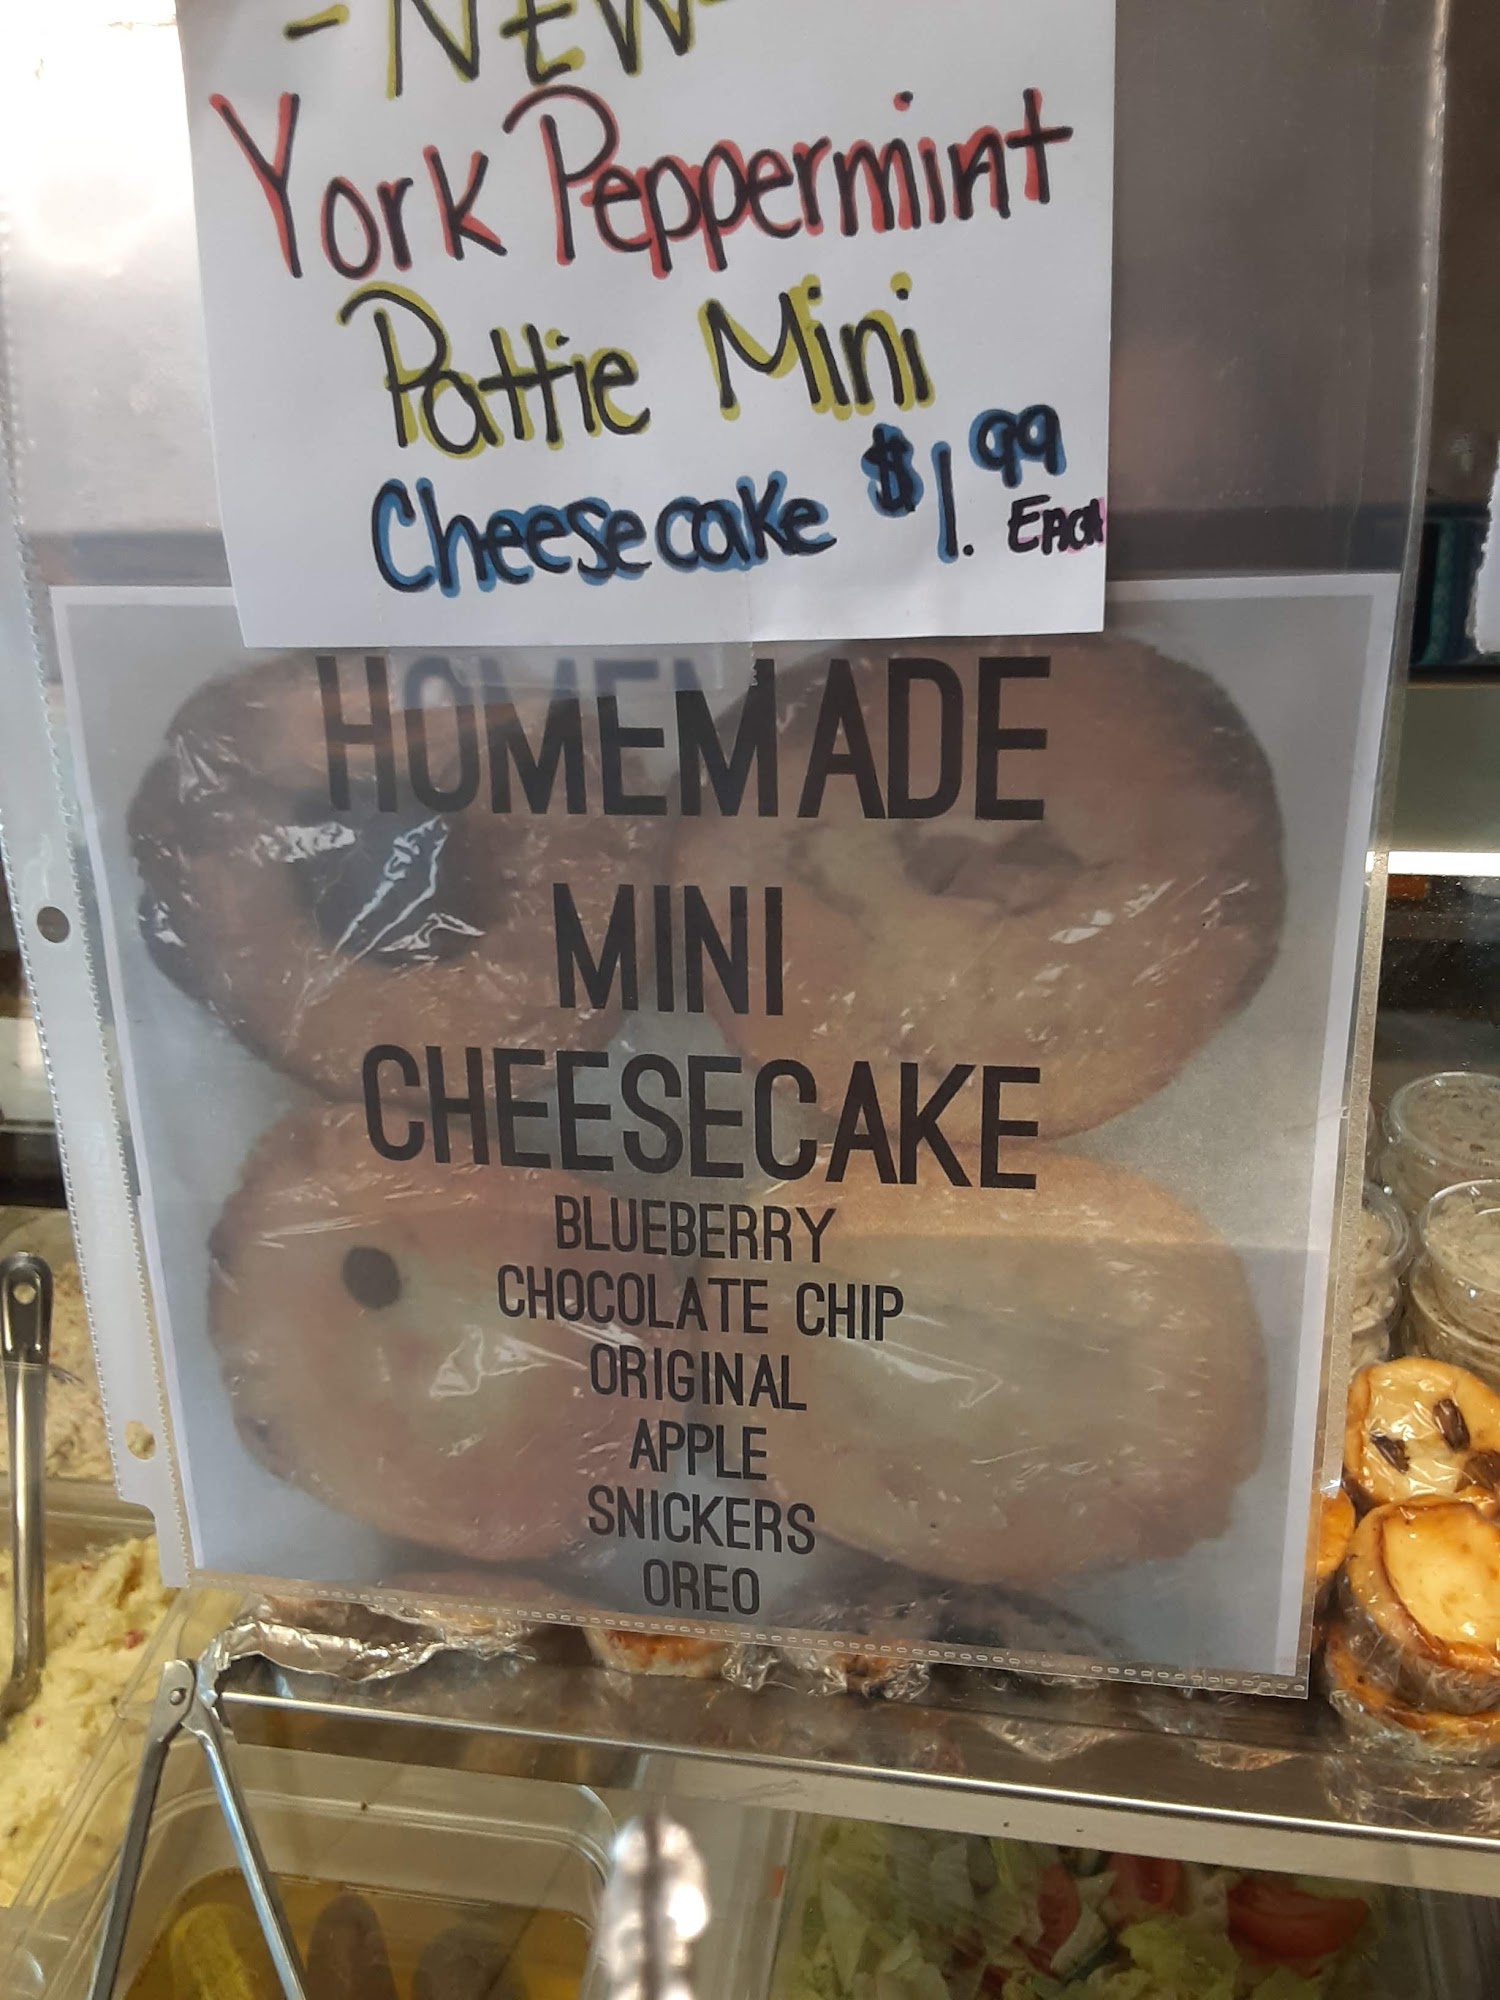 -NEW-
York Peppermint
Pattie Mini
Cheesecake $1.99 EACH
HOMEMADE
MINI
CHEESECAKE
BLUEBERRY
CHOCOLATE CHIP
ORIGINAL
APPLE
SNICKERS
OREO